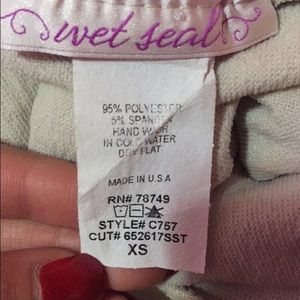 wet seal
95% POLYESTER
5% SPANDEX
HAND WASH
IN COLD WATER
DRY FLAT
MADE IN U.S.A
RN# 78749
STYLE# C757
CUT# 652617SST
XS